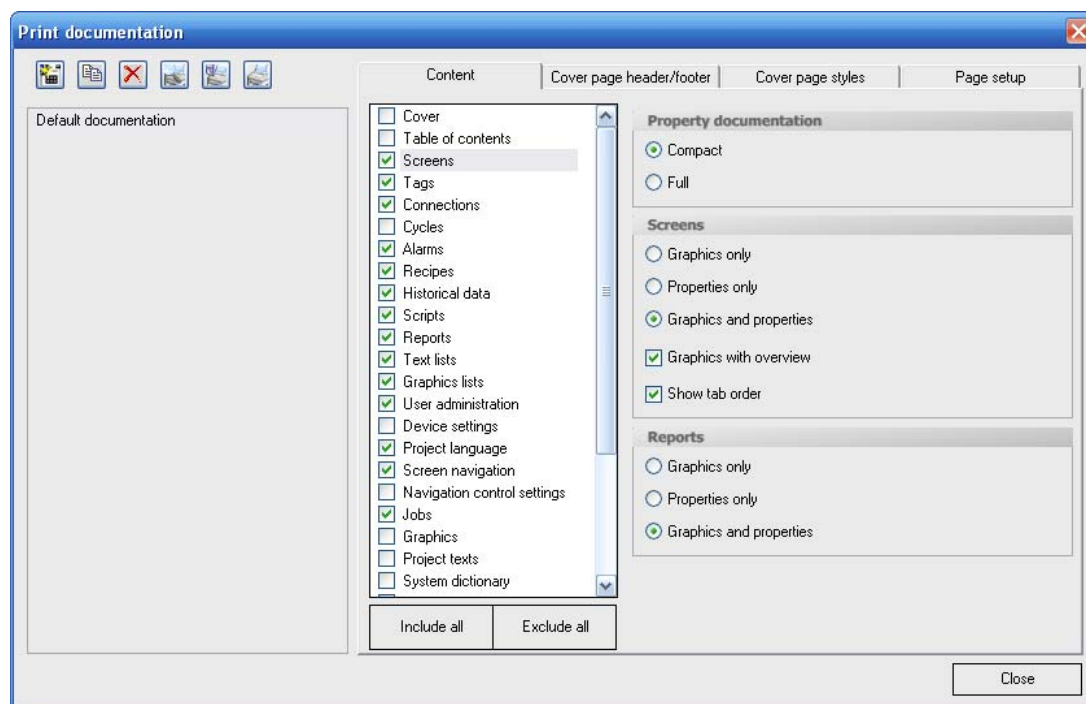 Print documentation
Content
Cover page header/footer
Cover page styles
Page setup
Default documentation
Cover
Table of contents
Screens
Tags
Connections
Cycles
Alarms
Recipes
Historical data
Scripts
Reports
Text lists
Graphics lists
User administration
Device settings
Project language
Screen navigation
Navigation control settings
Jobs
Graphics
Project texts
System dictionary
Include all
Exclude all
Property documentation
Compact
Full
Screens
Graphics only
Properties only
Graphics and properties
Graphics with overview
Show tab order
Reports
Graphics only
Properties only
Graphics and properties
Close